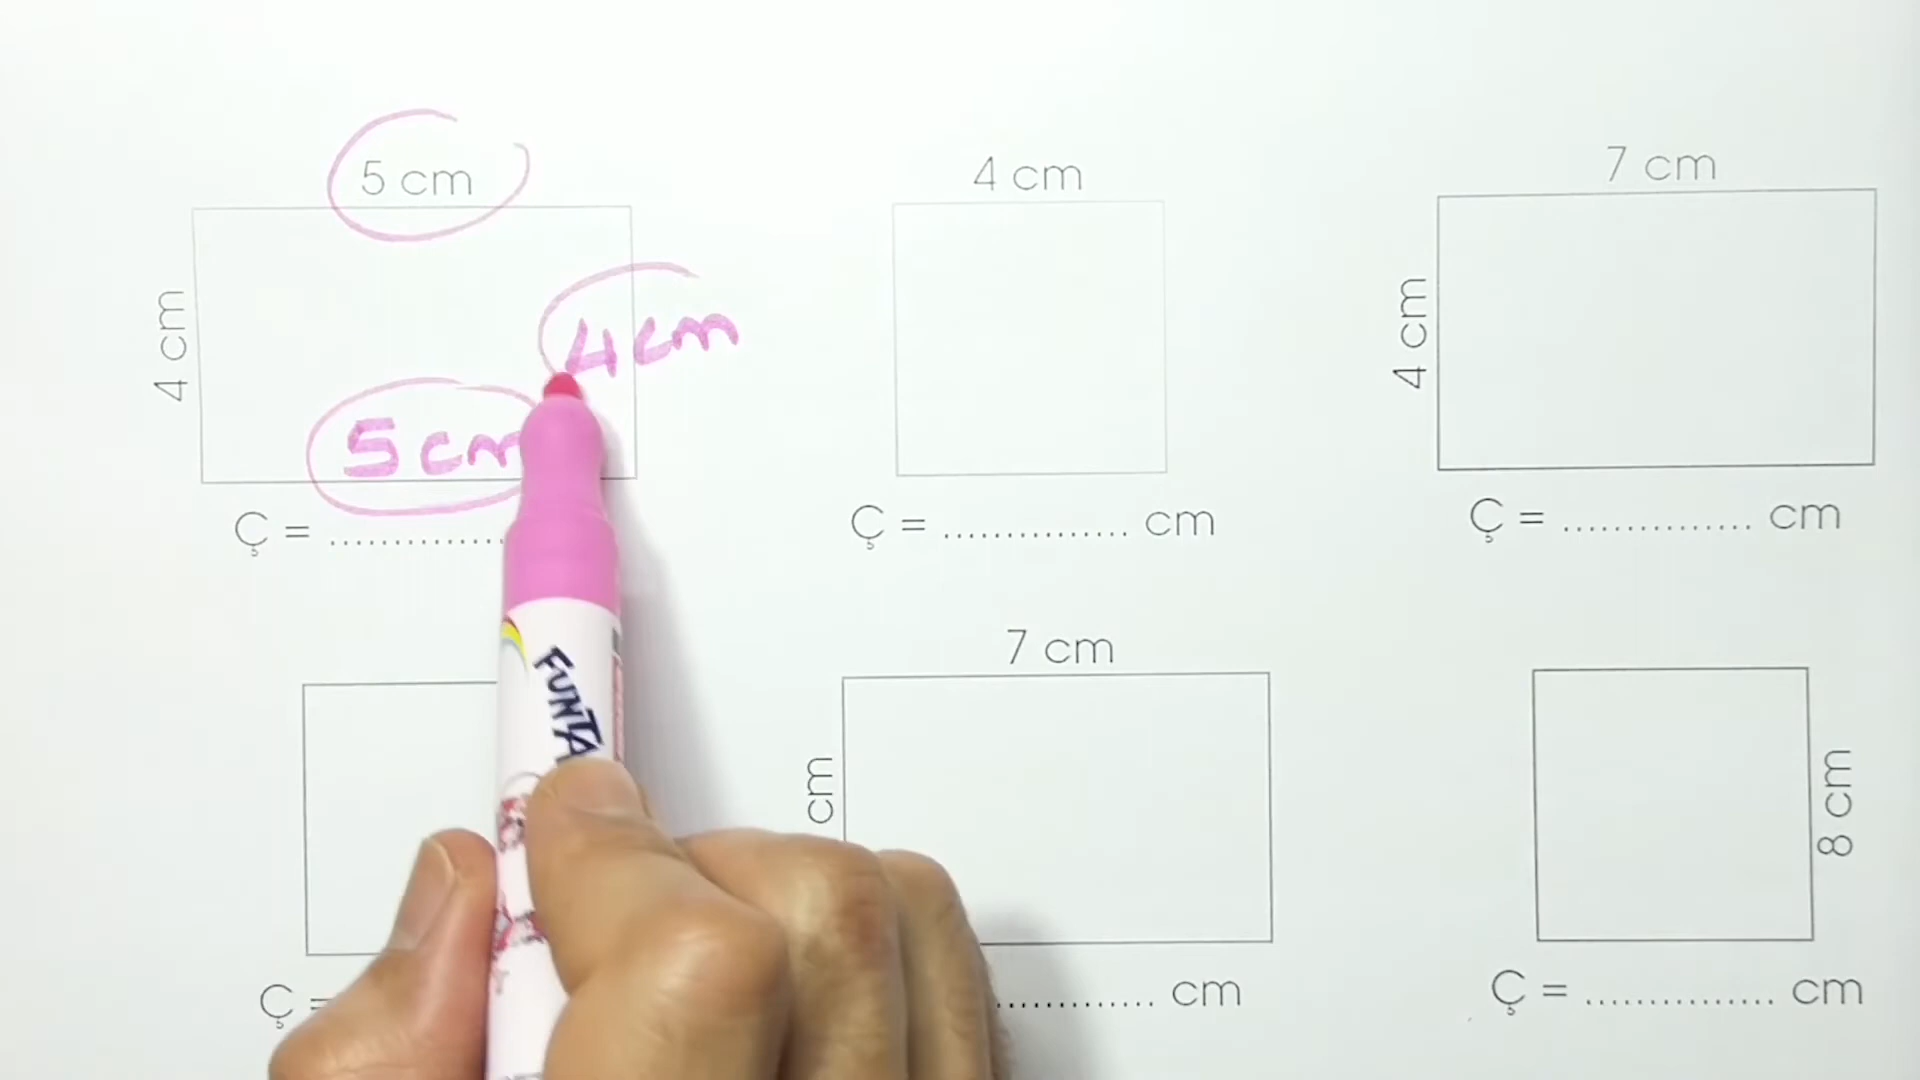 5 cm
4 cm
4 cm
5 cm
Ç = ..............
4 cm
Ç = .............. cm
7 cm
4 cm
Ç = .............. cm
Ç =
7 cm
cm
............ cm
8 cm
Ç = .............. cm
FUNTA